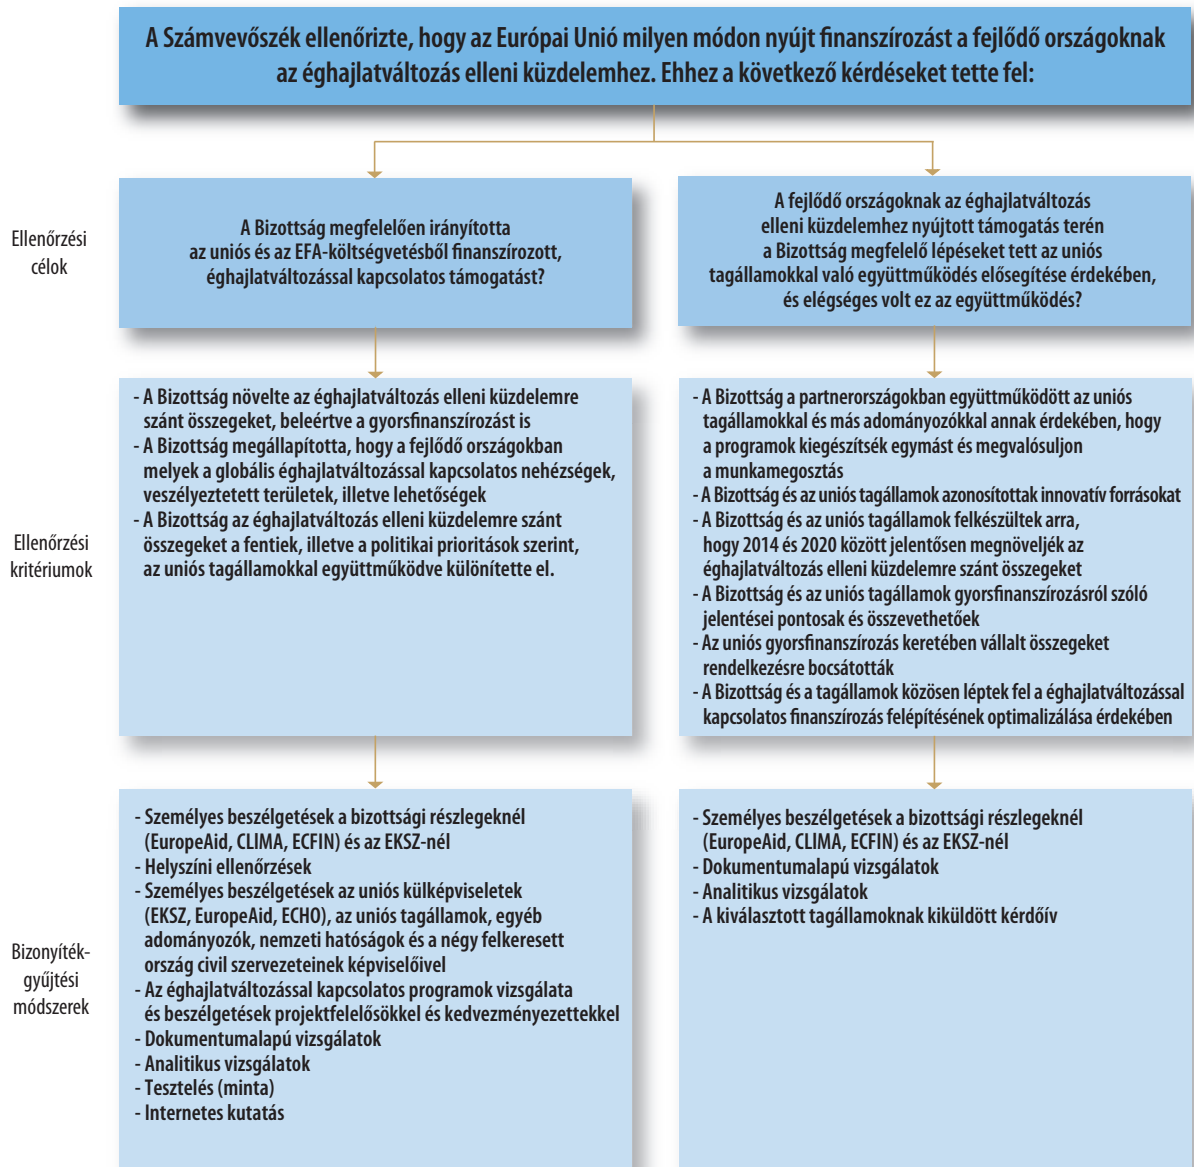 A Számvevőszék ellenőrizte, hogy az Európai Unió milyen módon nyújt finanszírozást a fejlődő országoknak
az éghajlatváltozás elleni küzdelemhez. Ehhez a következő kérdéseket tette fel:
Ellenőrzési
célok
A Bizottság megfelelően irányította
az uniós és az EFA-költségvetésből finanszírozott,
éghajlatváltozással kapcsolatos támogatást?
A fejlődő országoknak az éghajlatváltozás
elleni küzdelemhez nyújtott támogatás terén
a Bizottság megfelelő lépéseket tett az uniós
tagállamokkal való együttműködés elősegítése érdekében,
és elégséges volt ez az együttműködés?
Ellenőrzési
kritériumok
- A Bizottság növelte az éghajlatváltozás elleni küzdelemre
szánt összegeket, beleértve a gyorsfinanszírozást is
- A Bizottság megállapította, hogy a fejlődő országokban
melyek a globális éghajlatváltozással kapcsolatos nehézségek,
veszélyeztetett területek, illetve lehetőségek
- A Bizottság az éghajlatváltozás elleni küzdelemre szánt
összegeket a fentiek, illetve a politikai prioritások szerint,
az uniós tagállamokkal együttműködve különítette el.
- A Bizottság a partnerországokban együttműködött az uniós
tagállamokkal és más adományozókkal annak érdekében, hogy
a programok kiegészítsék egymást és megvalósuljon
a munkamegosztás
- A Bizottság és az uniós tagállamok azonosítottak innovatív forrásokat
- A Bizottság és az uniós tagállamok felkészültek arra,
hogy 2014 és 2020 között jelentősen megnöveljék az
éghajlatváltozás elleni küzdelemre szánt összegeket
- A Bizottság és az uniós tagállamok gyorsfinanszírozásról szóló
jelentései pontosak és összevethetőek
- Az uniós gyorsfinanszírozás keretében vállalt összegeket
rendelkezésre bocsátották
- A Bizottság és a tagállamok közösen léptek fel a éghajlatváltozással
kapcsolatos finanszírozás felépítésének optimalizálása érdekében
Bizonyíték-
gyűjtési
módszerek
- Személyes beszélgetések a bizottsági részlegeknél
(EuropeAid, CLIMA, ECFIN) és az EKSZ-nél
- Helyszíni ellenőrzések
- Személyes beszélgetések az uniós külképviseletek
(EKSZ, EuropeAid, ECHO), az uniós tagállamok, egyéb
adományozók, nemzeti hatóságok és a négy felkeresett
ország civil szervezeteinek képviselőivel
- Az éghajlatváltozással kapcsolatos programok vizsgálata
és beszélgetések projektfelelősökkel és kedvezményezettekkel
- Dokumentumalapú vizsgálatok
- Analitikus vizsgálatok
- Tesztelés (minta)
- Internetes kutatás
- Személyes beszélgetések a bizottsági részlegeknél
(EuropeAid, CLIMA, ECFIN) és az EKSZ-nél
- Dokumentumalapú vizsgálatok
- Analitikus vizsgálatok
- A kiválasztott tagállamoknak kiküldött kérdőív